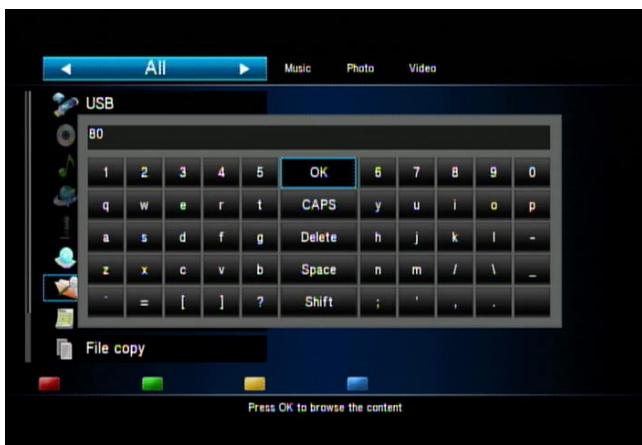 All Music Photo Video
USB
80
1 2 3 4 5 OK 6 7 8 9 0
q w e r t CAPS y u i o p
a s d f g Delete h j k l -
z x c v b Space n m / \ _
` = [ ] ? Shift ; ' , .
File copy
Press OK to browse the content